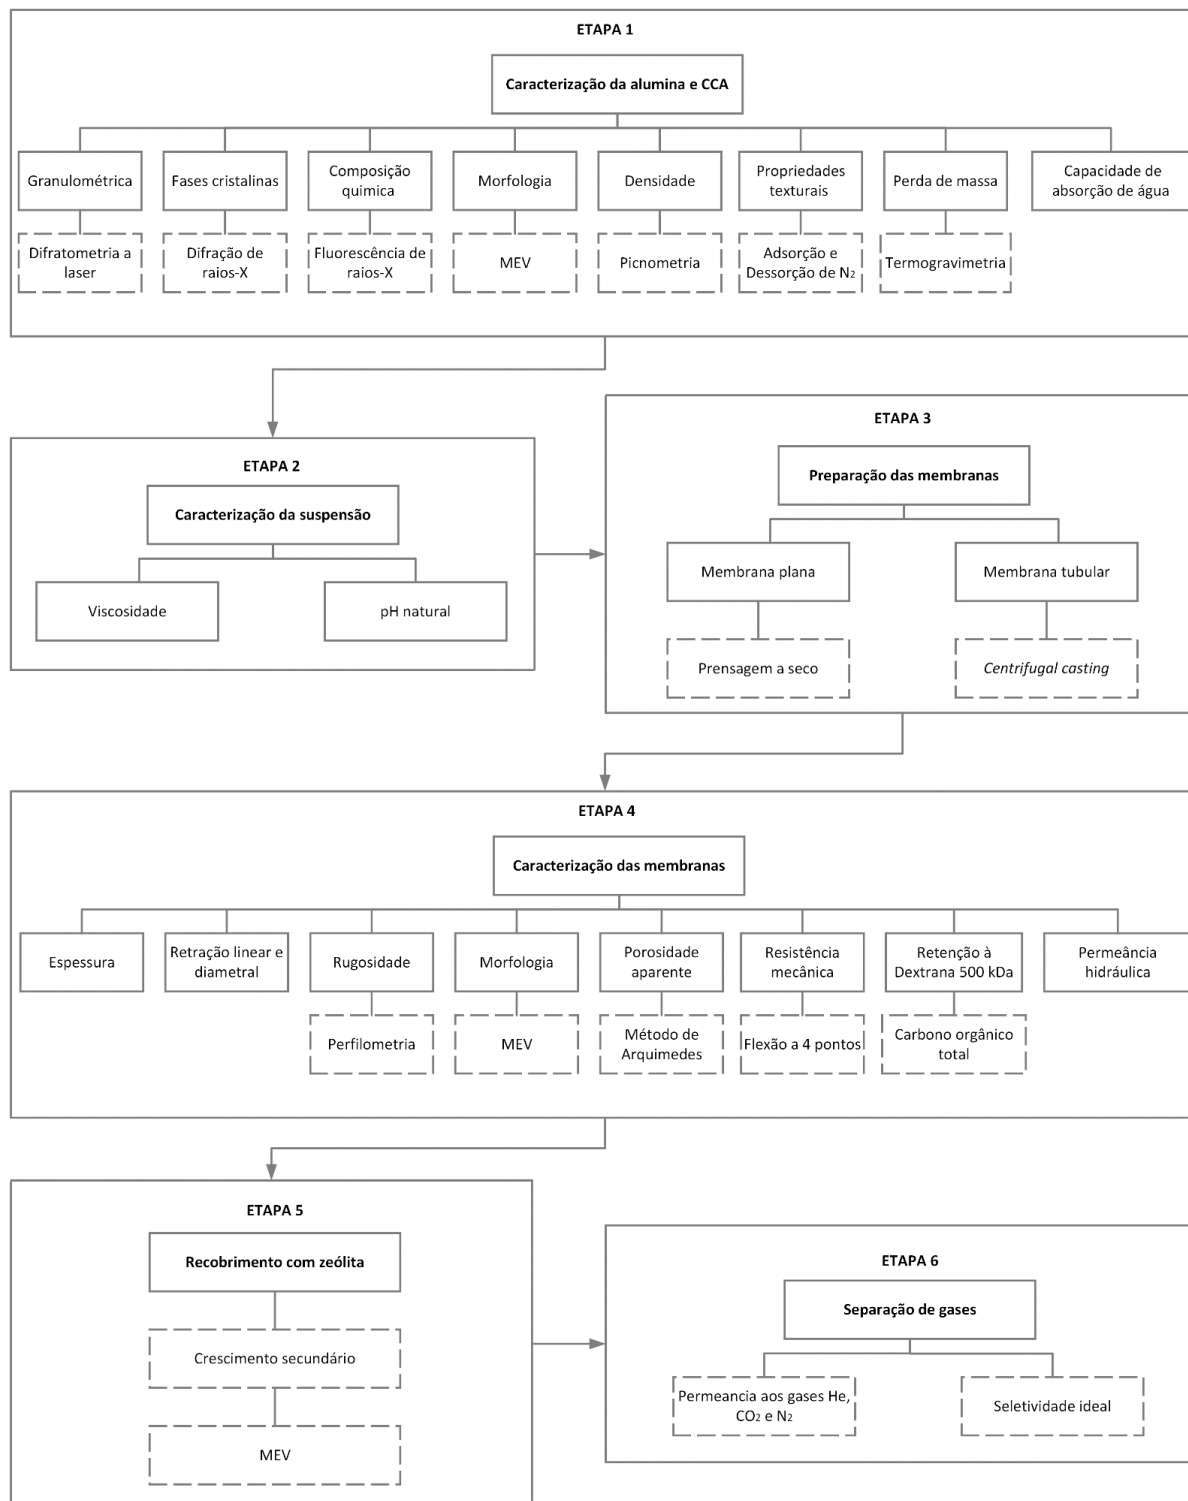 ETAPA 1
Caracterização da alumina e CCA
Granulométrica
Fases cristalinas
Composição
quimica
Morfologia
Densidade
Propriedades
texturais
Perda de massa
Capacidade de
absorção de água
Difratometria a
laser
Difração de
raios-X
Fluorescência de
raios-X
MEV
Picnometria
Adsorção e
Dessorção de N₂
Termogravimetria
ETAPA 2
Caracterização da suspensão
Viscosidade
pH natural
ETAPA 3
Preparação das membranas
Membrana plana
Membrana tubular
Prensagem a seco
Centrifugal casting
ETAPA 4
Caracterização das membranas
Espessura
Retração linear e
diametral
Rugosidade
Morfologia
Porosidade
aparente
Resistência
mecânica
Retenção à
Dextrana 500 kDa
Permeância
hidráulica
Perfilometria
MEV
Método de
Arquimedes
Flexão a 4 pontos
Carbono orgânico
total
ETAPA 5
Recobrimento com zeólita
Crescimento secundário
MEV
ETAPA 6
Separação de gases
Permeancia aos gases He,
CO₂ e N₂
Seletividade ideal